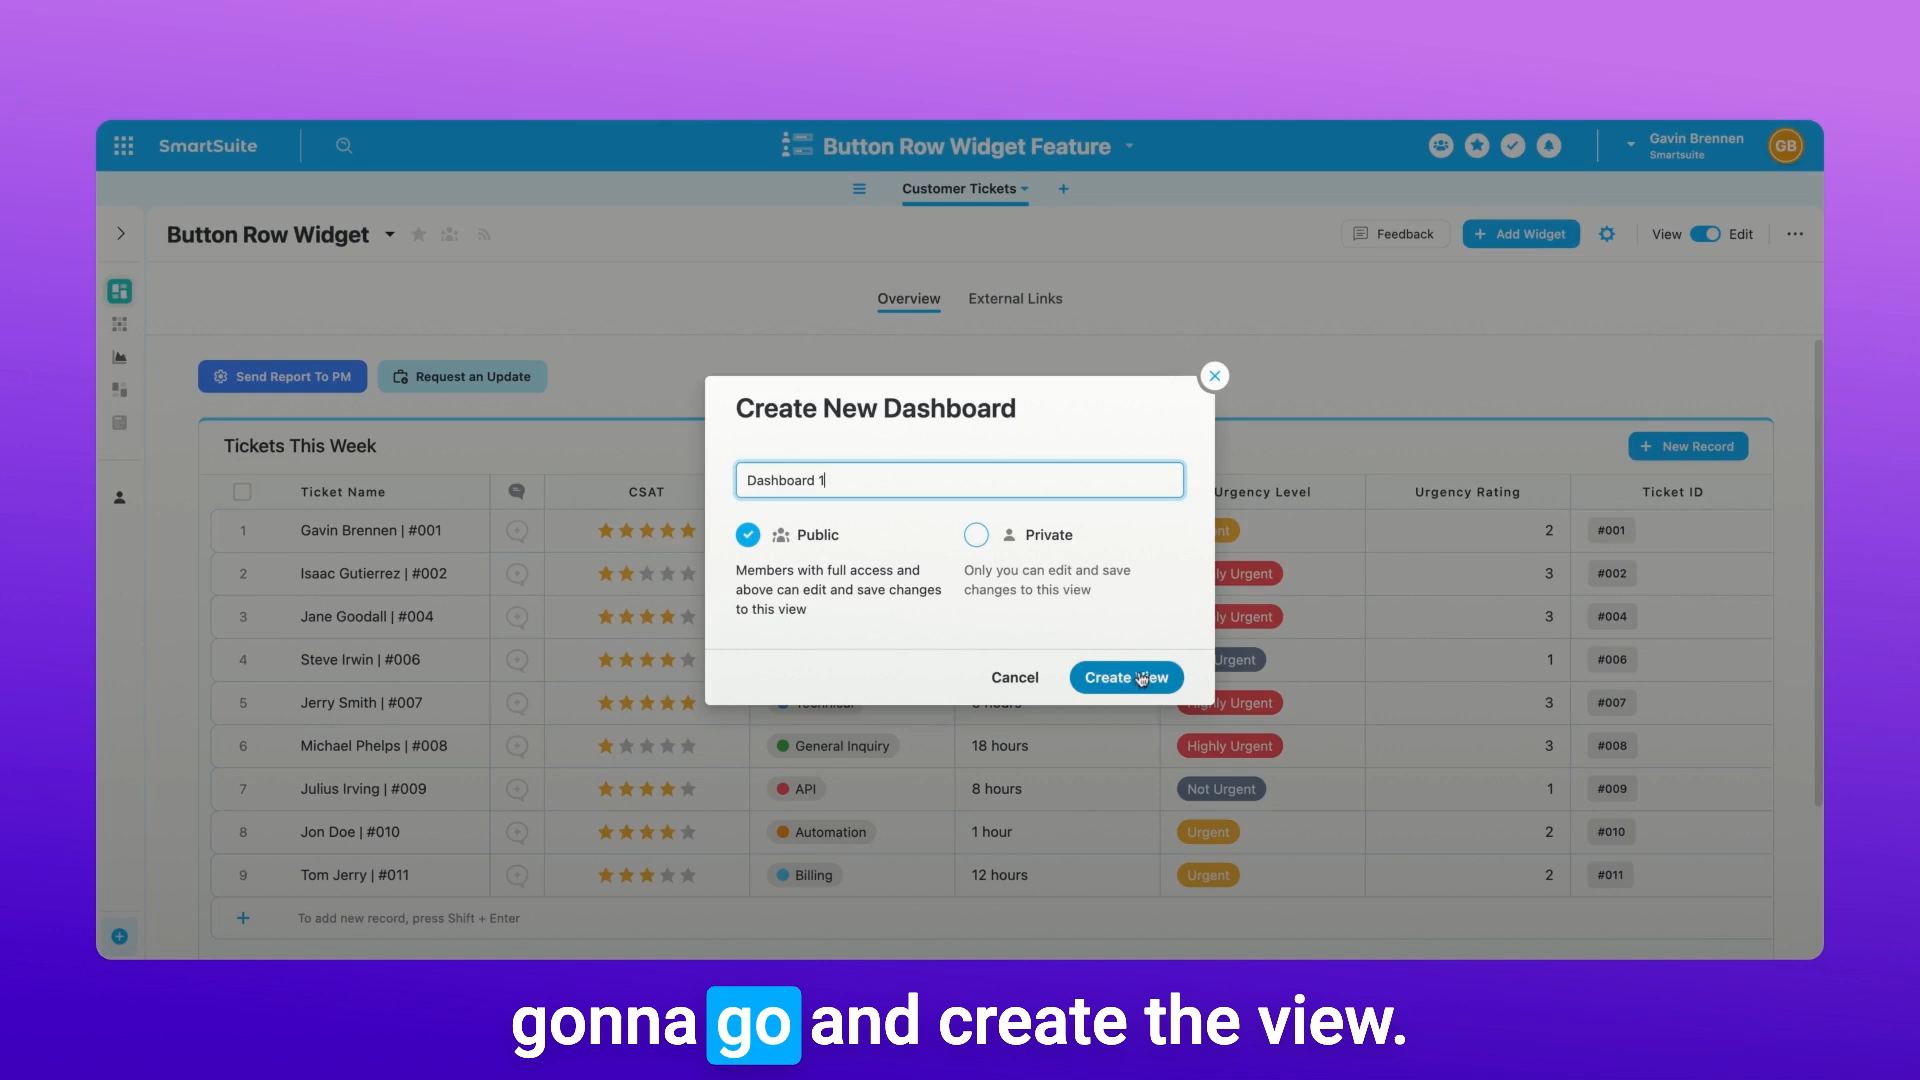 SmartSuite
Button Row Widget Feature
Gavin Brennen
Smartsuite
GB
Customer Tickets
Button Row Widget
Feedback
+ Add Widget
View
Edit
Overview
External Links
Send Report To PM
Request an Update
Create New Dashboard
Dashboard 1
Public
Members with full access and
above can edit and save changes
to this view
Private
Only you can edit and save
changes to this view
Cancel
Create View
Tickets This Week
+ New Record
Ticket Name CSAT Urgency Level Urgency Rating Ticket ID
1 Gavin Brennen | #001 2 #001
2 Isaac Gutierrez | #002 Urgent 3 #002
3 Jane Goodall | #004 Urgent 3 #004
4 Steve Irwin | #006 Urgent 1 #006
5 Jerry Smith | #007 Urgent 3 #007
6 Michael Phelps | #008 General Inquiry 18 hours Highly Urgent 3 #008
7 Julius Irving | #009 API 8 hours Not Urgent 1 #009
8 Jon Doe | #010 Automation 1 hour Urgent 2 #010
9 Tom Jerry | #011 Billing 12 hours Urgent 2 #011
+ To add new record, press Shift + Enter
gonna go and create the view.